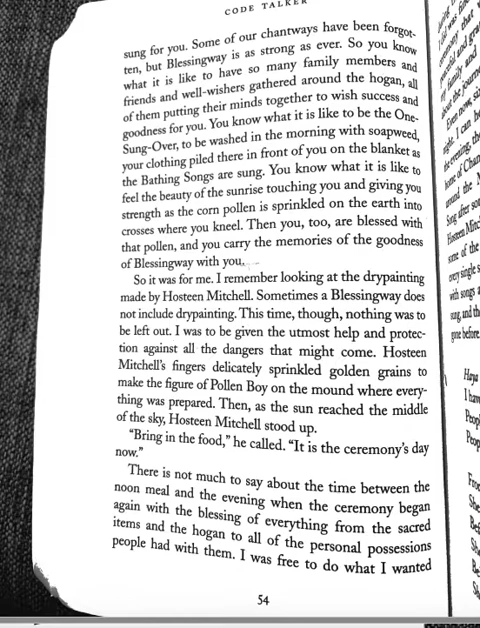 CODE TALKER
sung for you. Some of our chantways have been forgot-
ten, but Blessingway is as strong as ever. So you know
what it is like to have so many family members and
friends and well-wishers gathered around the hogan, all
of them putting their minds together to wish success and
goodness for you. You know what it is like to be the One-
Sung-Over, to be washed in the morning with soapweed,
your clothing piled there in front of you on the blanket as
the Bathing Songs are sung. You know what it is like to
feel the beauty of the sunrise touching you and giving you
strength as the corn pollen is sprinkled on the earth into
crosses where you kneel. Then you, too, are blessed with
that pollen, and you carry the memories of the goodness
of Blessingway with you.
So it was for me. I remember looking at the drypainting
made by Hosteen Mitchell. Sometimes a Blessingway does
not include drypainting. This time, though, nothing was to
be left out. I was to be given the utmost help and protec-
tion against all the dangers that might come. Hosteen
Mitchell's fingers delicately sprinkled golden grains to
make the figure of Pollen Boy on the mound where every-
thing was prepared. Then, as the sun reached the middle
of the sky, Hosteen Mitchell stood up.
"Bring in the food," he called. "It is the ceremony's day
now."
There is not much to say about the time between the
noon meal and the evening when the ceremony began
again with the blessing of everything from the sacred
items and the hogan to all of the personal possessions
people had with them. I was free to do what I wanted
54